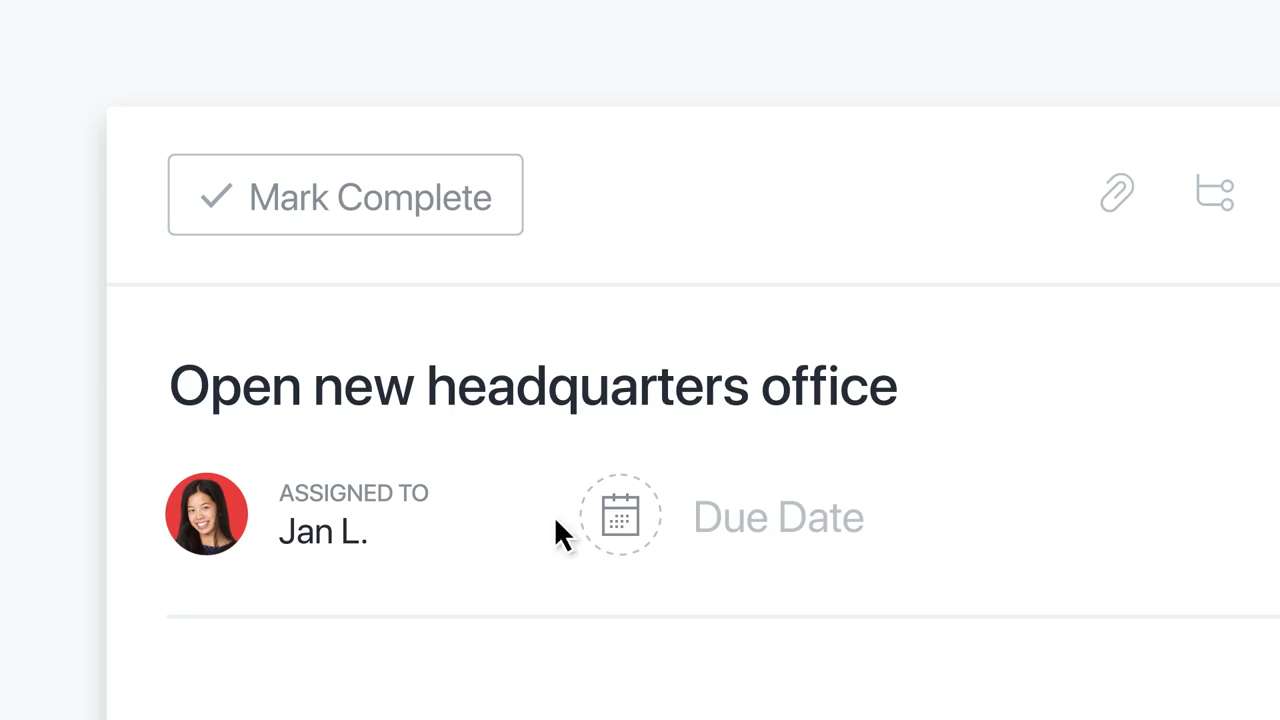 Mark Complete
Open new headquarters office
ASSIGNED TO
Jan L.
Due Date